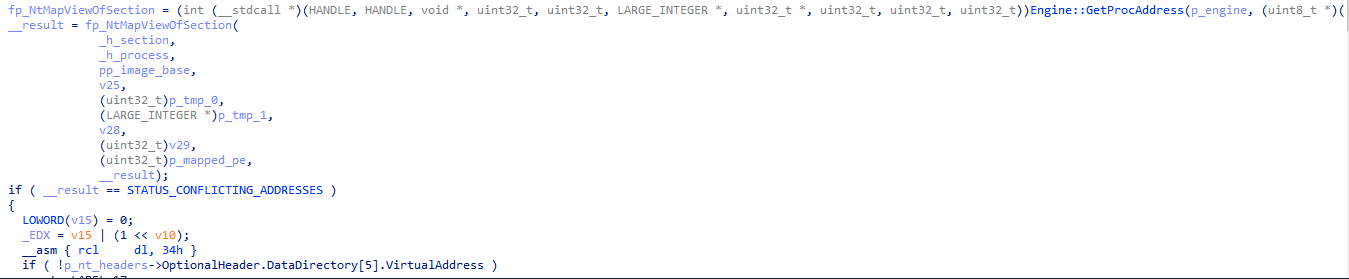 fp_NtMapViewOfSection = (int (__stdcall *)(HANDLE, HANDLE, void *, uint32_t, uint32_t, LARGE_INTEGER *, uint32_t *, uint32_t, uint32_t, uint32_t))Engine::GetProcAddress(p_engine, (uint8_t *)(
__result = fp_NtMapViewOfSection(
_h_section,
_h_process,
pp_image_base,
v25,
(uint32_t)p_tmp_0,
(LARGE_INTEGER *)p_tmp_1,
v28,
(uint32_t)v29,
(uint32_t)p_mapped_pe,
__result);
if ( __result == STATUS_CONFLICTING_ADDRESSES )
{
LOWORD(v15) = 0;
_EDX = v15 | (1 << v10);
__asm { rcl     dl, 34h }
if ( !p_nt_headers->OptionalHeader.DataDirectory[5].VirtualAddress )